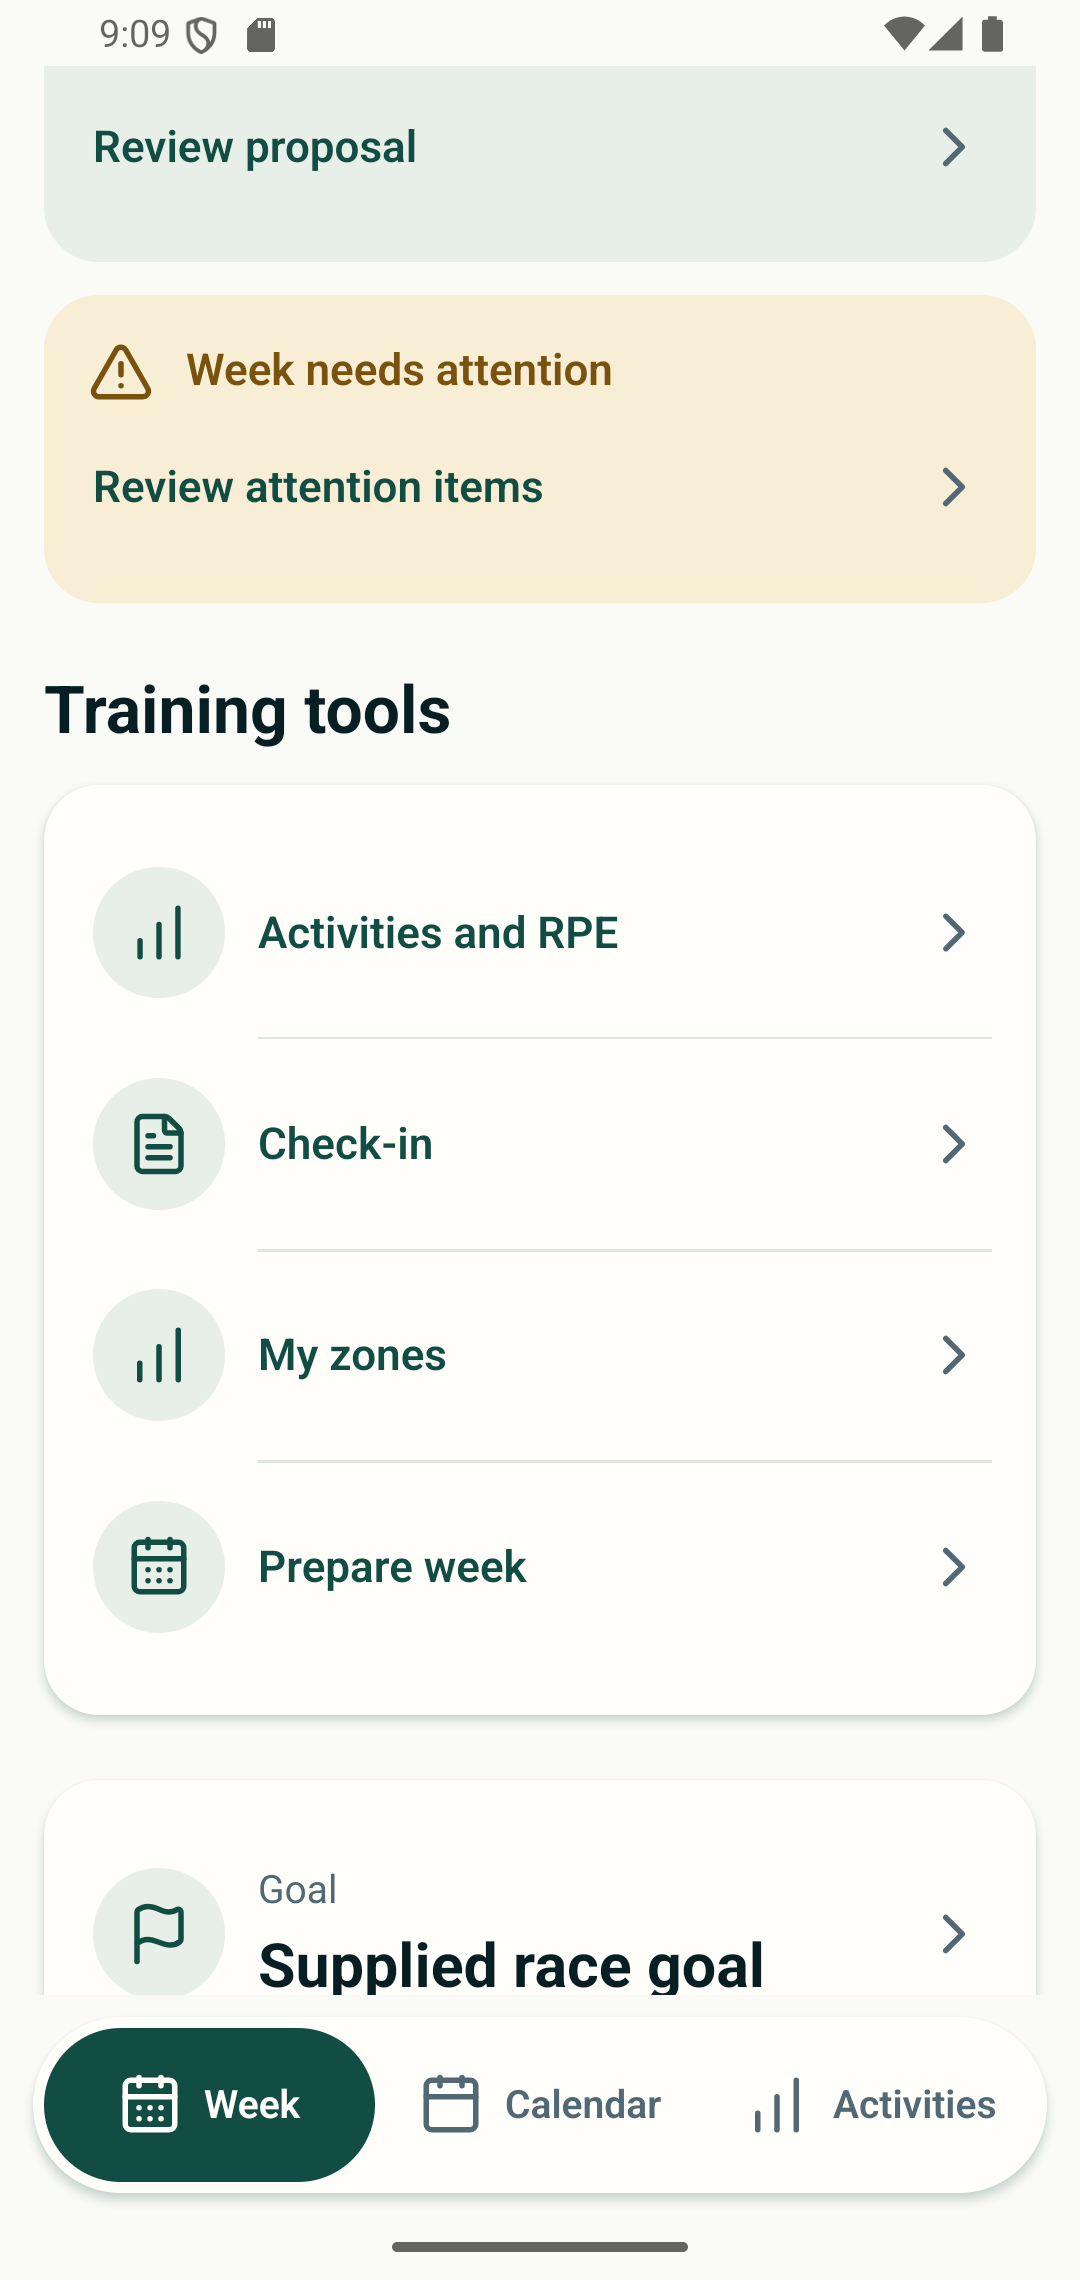 9:09
Review proposal
Week needs attention
Review attention items
Training tools
Activities and RPE
Check-in
My zones
Prepare week
Goal
Supplied race goal
Week
Calendar
Activities